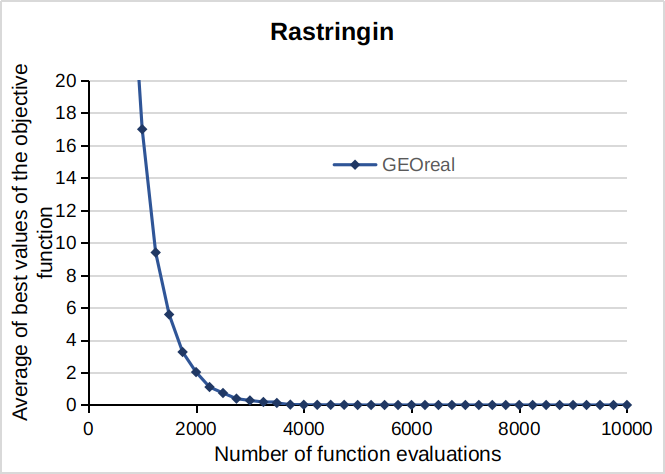 Rastringin
Average of best values of the objective
function
20
18
16
14
12
10
8
6
4
2
0
GEOreal
0 2000 4000 6000 8000 10000
Number of function evaluations